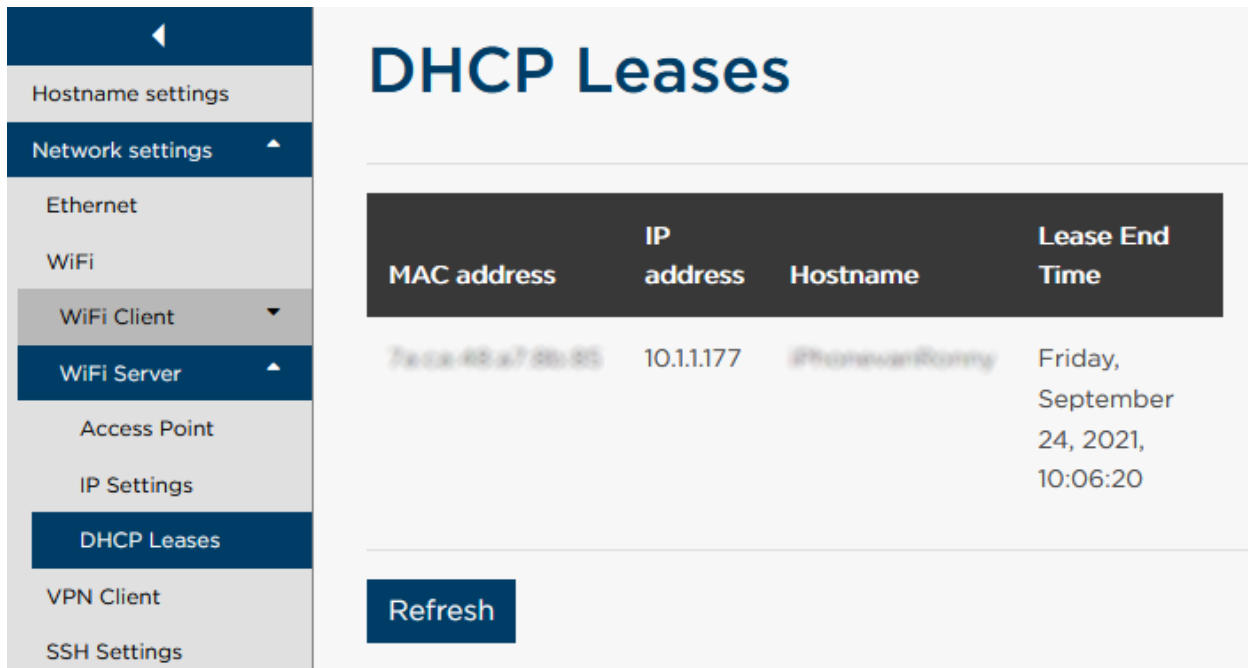 Hostname settings
Network settings
Ethernet
WiFi
WiFi Client
WiFi Server
Access Point
IP Settings
DHCP Leases
VPN Client
SSH Settings
DHCP Leases
MAC address
IP
address
Hostname
Lease End
Time
10.1.1.177
Friday,
September
24, 2021,
10:06:20
Refresh